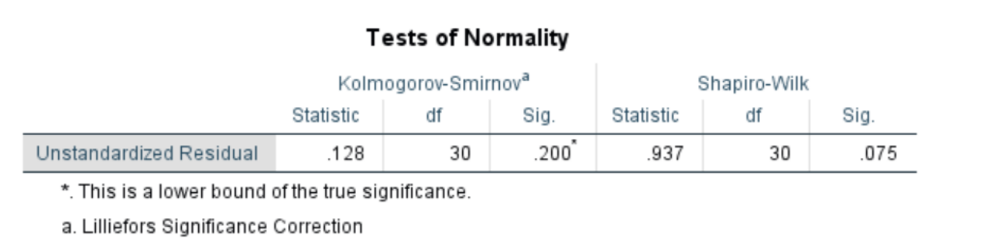 Tests of Normality
Kolmogorov-Smirnovª Shapiro-Wilk
Statistic df Sig. Statistic df Sig.
Unstandardized Residual .128 30 .200* .937 30 .075
*. This is a lower bound of the true significance.
a. Lilliefors Significance Correction